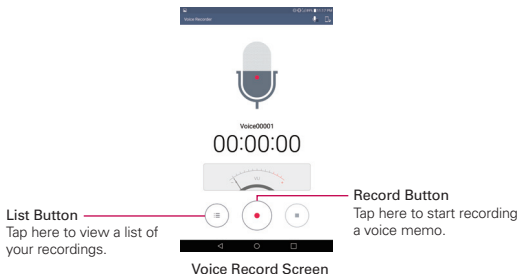 Voice Recorder
Voice00001
00:00:00
VU
List Button
Tap here to view a list of
your recordings.
Record Button
Tap here to start recording
a voice memo.
Voice Record Screen